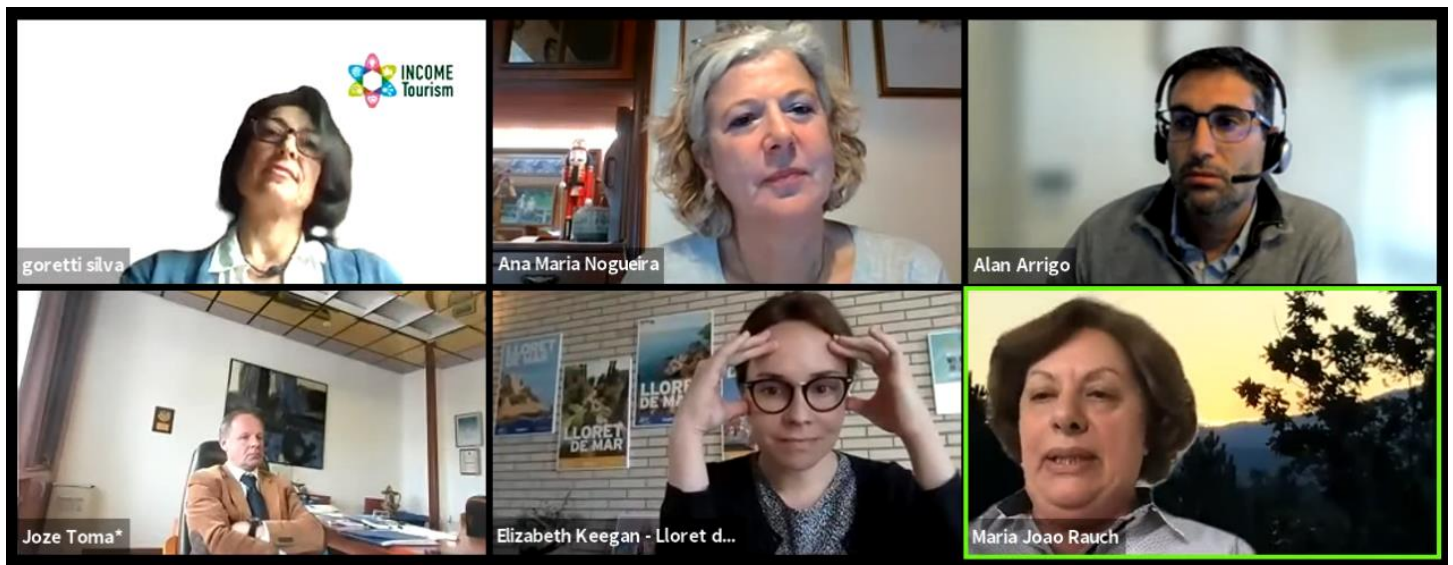 INCOME
Tourism
goretti silva
Ana Maria Nogueira
Alan Arrigo
LLORET
DE MAR
LLORET
DE MAR
LLORET
DE MAR
Joze Toma*
Elizabeth Keegan - Lloret d...
Maria Joao Rauch